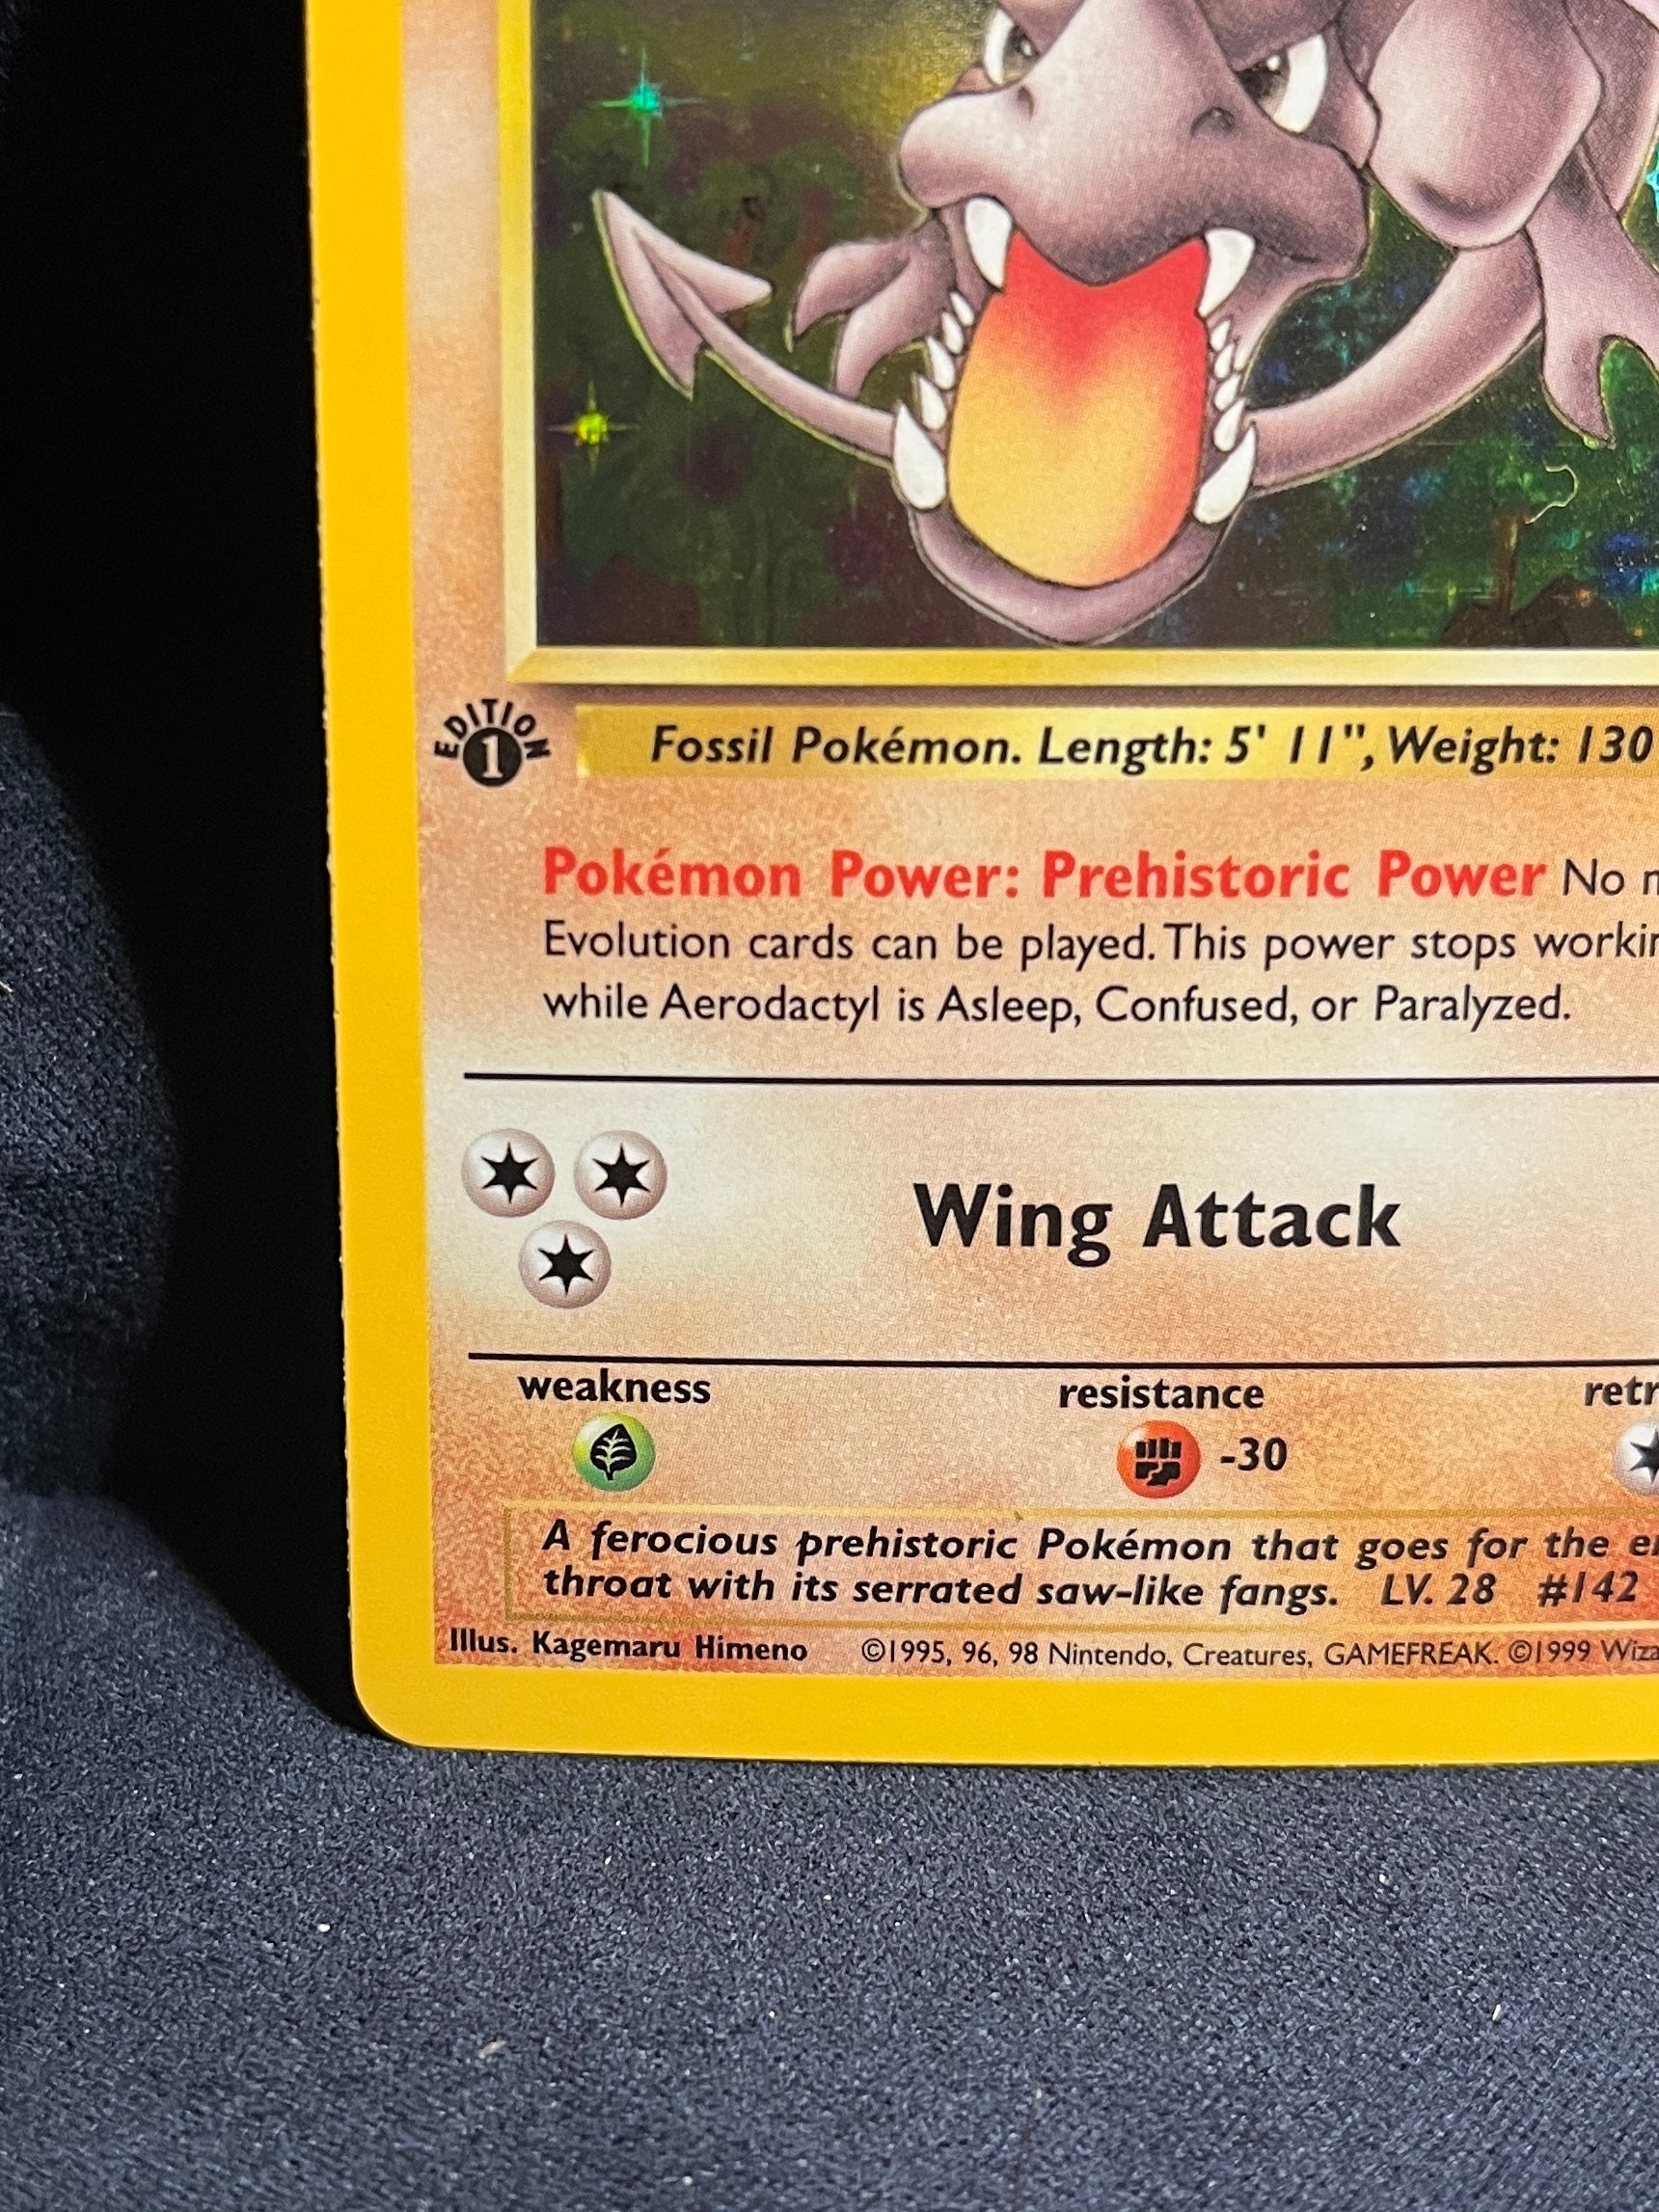 EDITION
1
Fossil Pokémon. Length: 5' 11", Weight: 130
Pokémon Power: Prehistoric Power No
Evolution cards can be played. This power stops
while Aerodactyl is Asleep, Confused, or Paralyzed.
Wing Attack
weakness
resistance
-30
A ferocious prehistoric Pokémon that goes for the
throat with its serrated saw-like fangs. LV. 28 #142
Illus. Kagemaru Himeno ©1995, 96, 98 Nintendo, Creatures, GAMEFREAK. ©1999